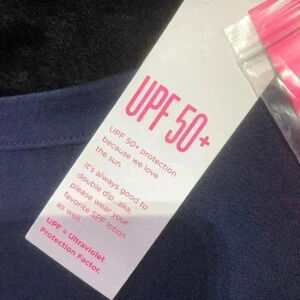 UPF 50+
UPF 50+ protection
because we love
the sun.
It's always good to
double dip...aka,
please wear your
favorite SPF lotion
as well.
UPF = Ultraviolet
Protection Factor.